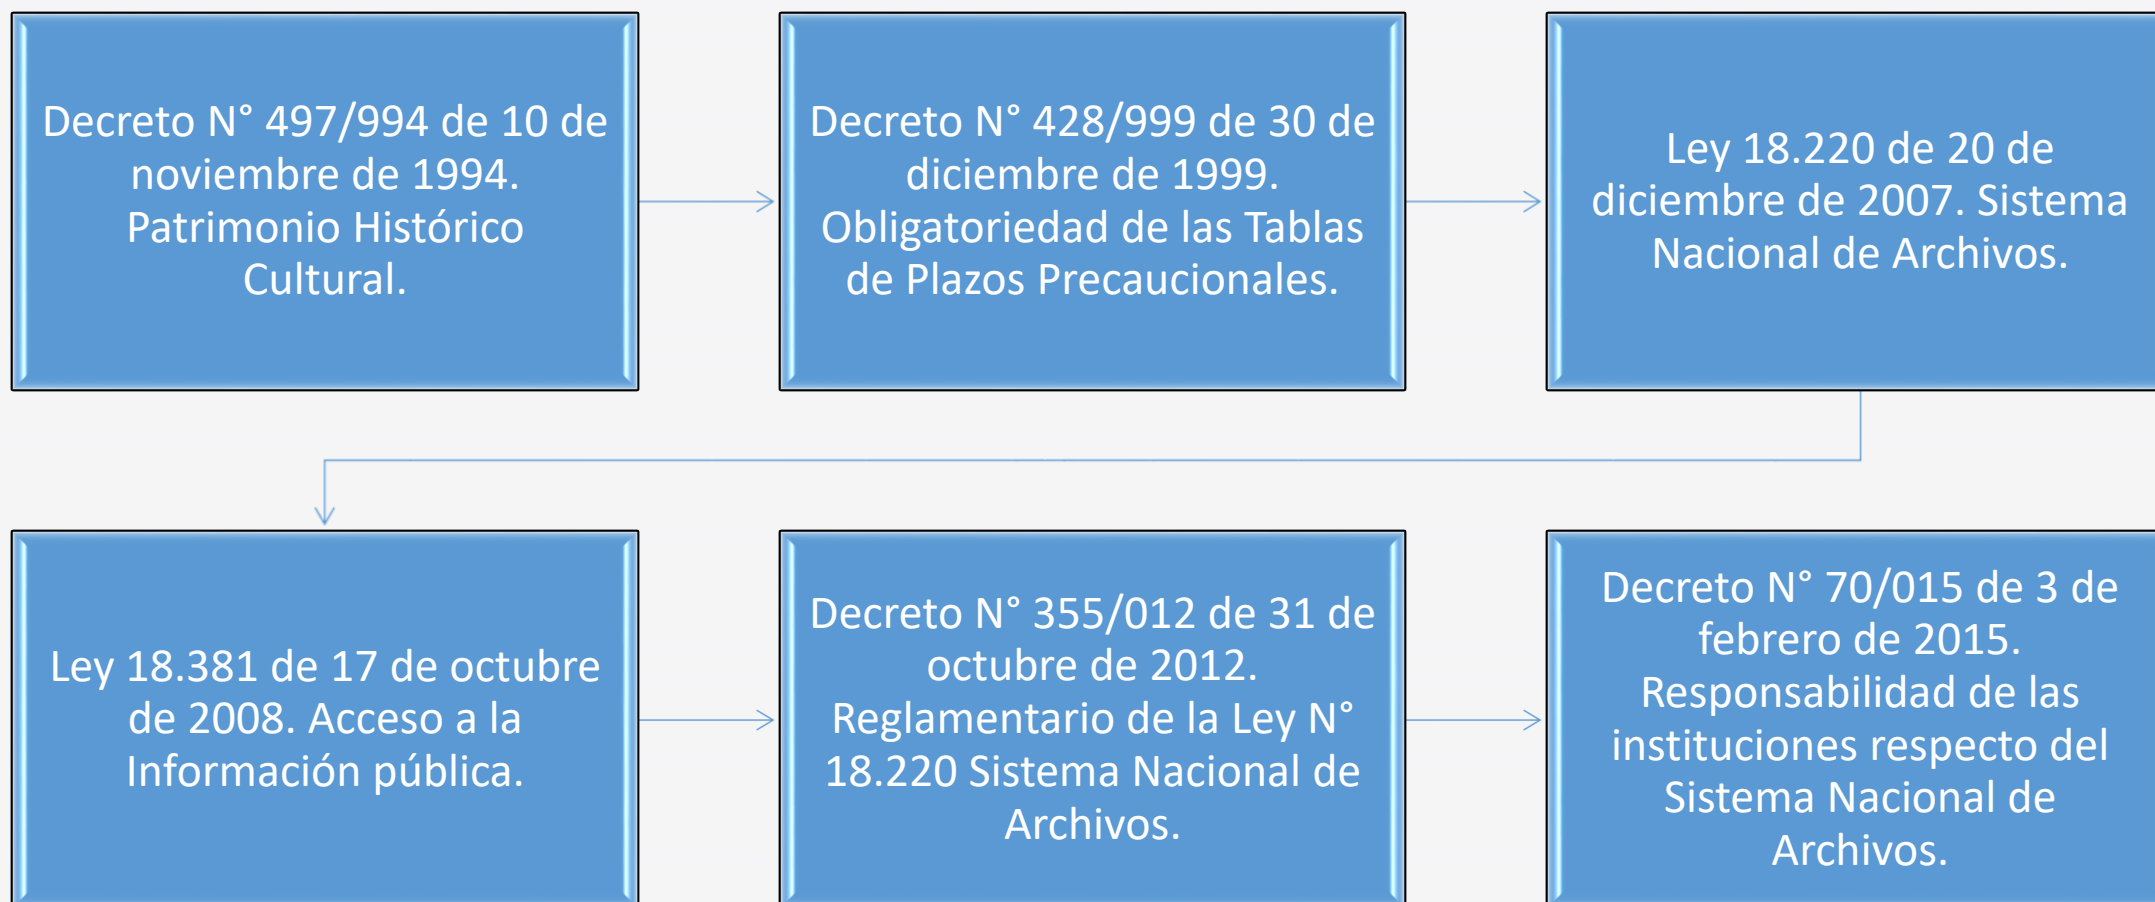 Decreto N° 497/994 de 10 de
noviembre de 1994.
Patrimonio Histórico
Cultural.
Decreto N° 428/999 de 30 de
diciembre de 1999.
Obligatoriedad de las Tablas
de Plazos Precaucionales.
Ley 18.220 de 20 de
diciembre de 2007. Sistema
Nacional de Archivos.
Ley 18.381 de 17 de octubre
de 2008. Acceso a la
Información pública.
Decreto N° 355/012 de 31 de
octubre de 2012.
Reglamentario de la Ley N°
18.220 Sistema Nacional de
Archivos.
Decreto N° 70/015 de 3 de
febrero de 2015.
Responsabilidad de las
instituciones respecto del
Sistema Nacional de
Archivos.